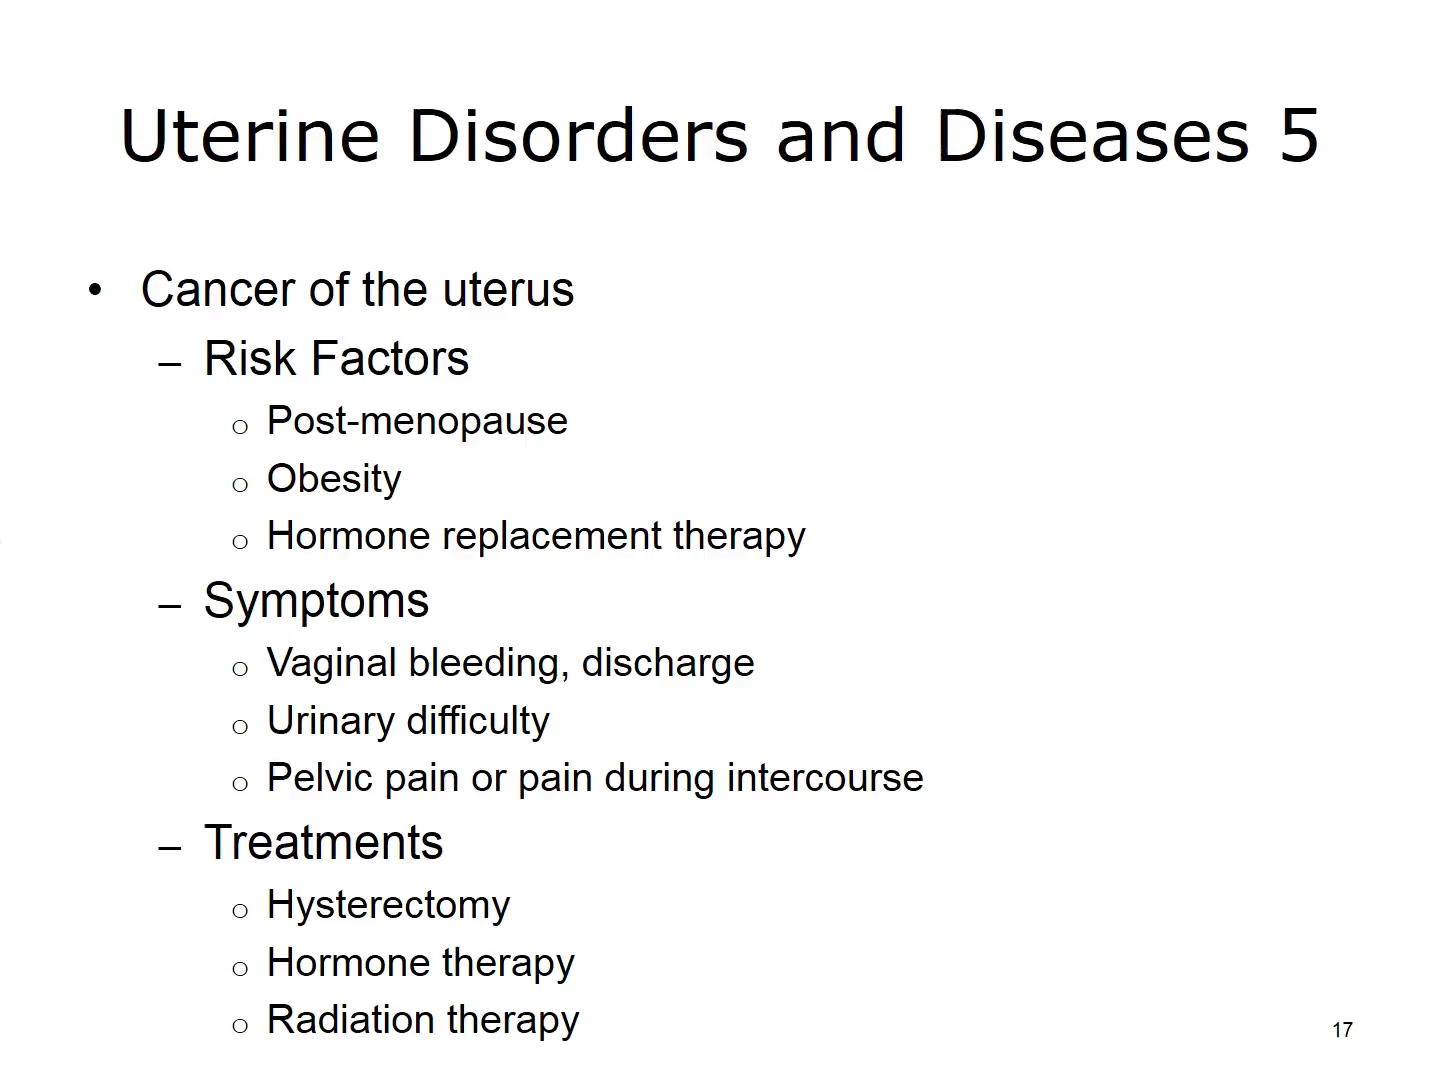 Uterine Disorders and Diseases 5
• Cancer of the uterus
– Risk Factors
o Post-menopause
o Obesity
o Hormone replacement therapy
– Symptoms
o Vaginal bleeding, discharge
o Urinary difficulty
o Pelvic pain or pain during intercourse
– Treatments
o Hysterectomy
o Hormone therapy
o Radiation therapy
17